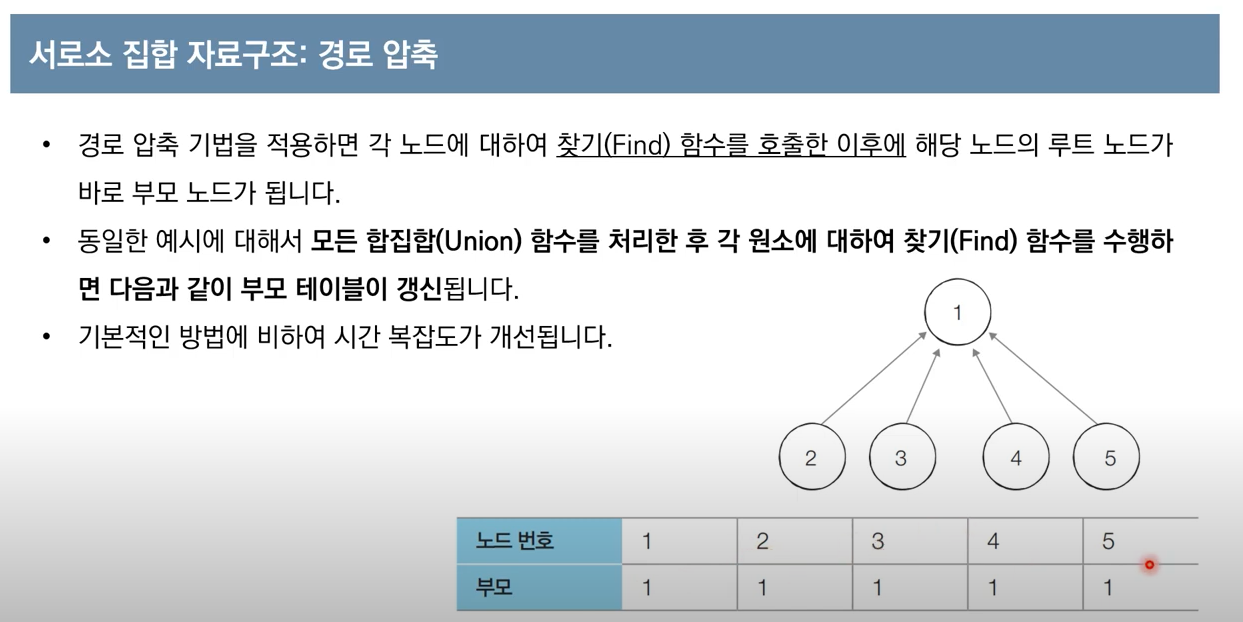 서로소 집합 자료구조: 경로 압축
• 경로 압축 기법을 적용하면 각 노드에 대하여 찾기(Find) 함수를 호출한 이후에 해당 노드의 루트 노드가
바로 부모 노드가 됩니다.
• 동일한 예시에 대해서 모든 합집합(Union) 함수를 처리한 후 각 원소에 대하여 찾기(Find) 함수를 수행하
면 다음과 같이 부모 테이블이 갱신됩니다.
• 기본적인 방법에 비하여 시간 복잡도가 개선됩니다.
1
2 3 4 5
노드 번호 1 2 3 4 5
부모 1 1 1 1 1